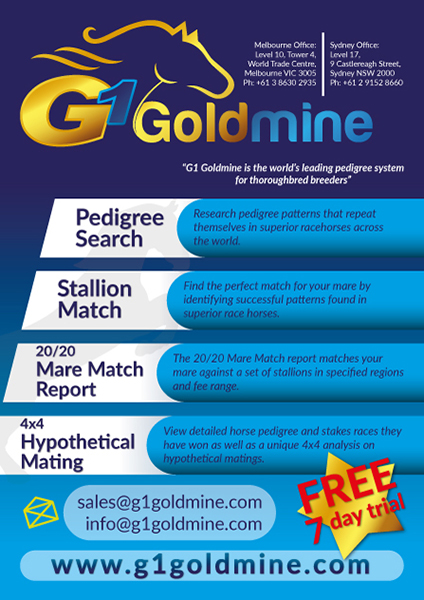 Melbourne Office:
Level 10, Tower 4,
World Trade Centre,
Melbourne VIC 3005
Ph: +61 3 8630 2935
Sydney Office:
Level 17,
9 Castlereagh Street,
Sydney NSW 2000
Ph: +61 2 9152 8660
G1 Goldmine
"G1 Goldmine is the world's leading pedigree system
for thoroughbred breeders"
Pedigree
Search
Research pedigree patterns that repeat
themselves in superior racehorses across
the world.
Stallion
Match
Find the perfect match for your mare by
identifying successful patterns found in
superior race horses.
20/20
Mare Match
Report
The 20/20 Mare Match report matches your
mare against a set of stallions in specified regions
and fee range.
4x4
Hypothetical
Mating
View detailed horse pedigree and stakes races they
have won as well as a unique 4x4 analysis on
hypothetical matings.
sales@g1goldmine.com
info@g1goldmine.com
FREE
7 day trial
www.g1goldmine.com